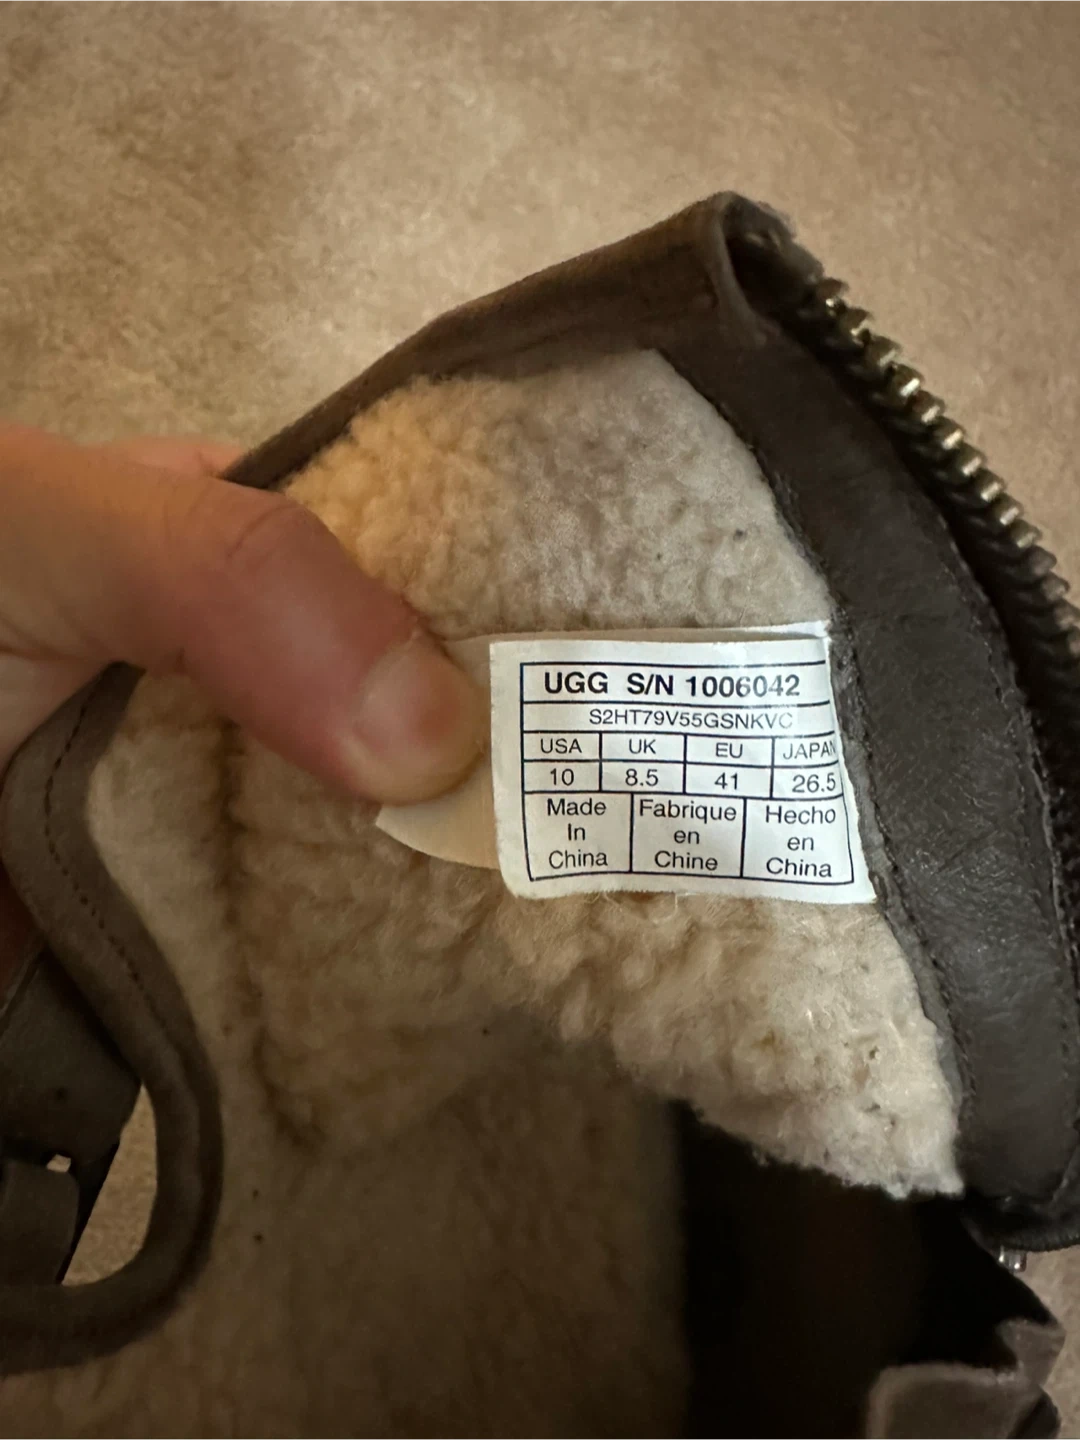 UGG S/N 1006042
S2HT79V55GSNKVC
USA UK EU JAPAN
10 8.5 41 26.5
Made Fabrique Hecho
In en en
China Chine China